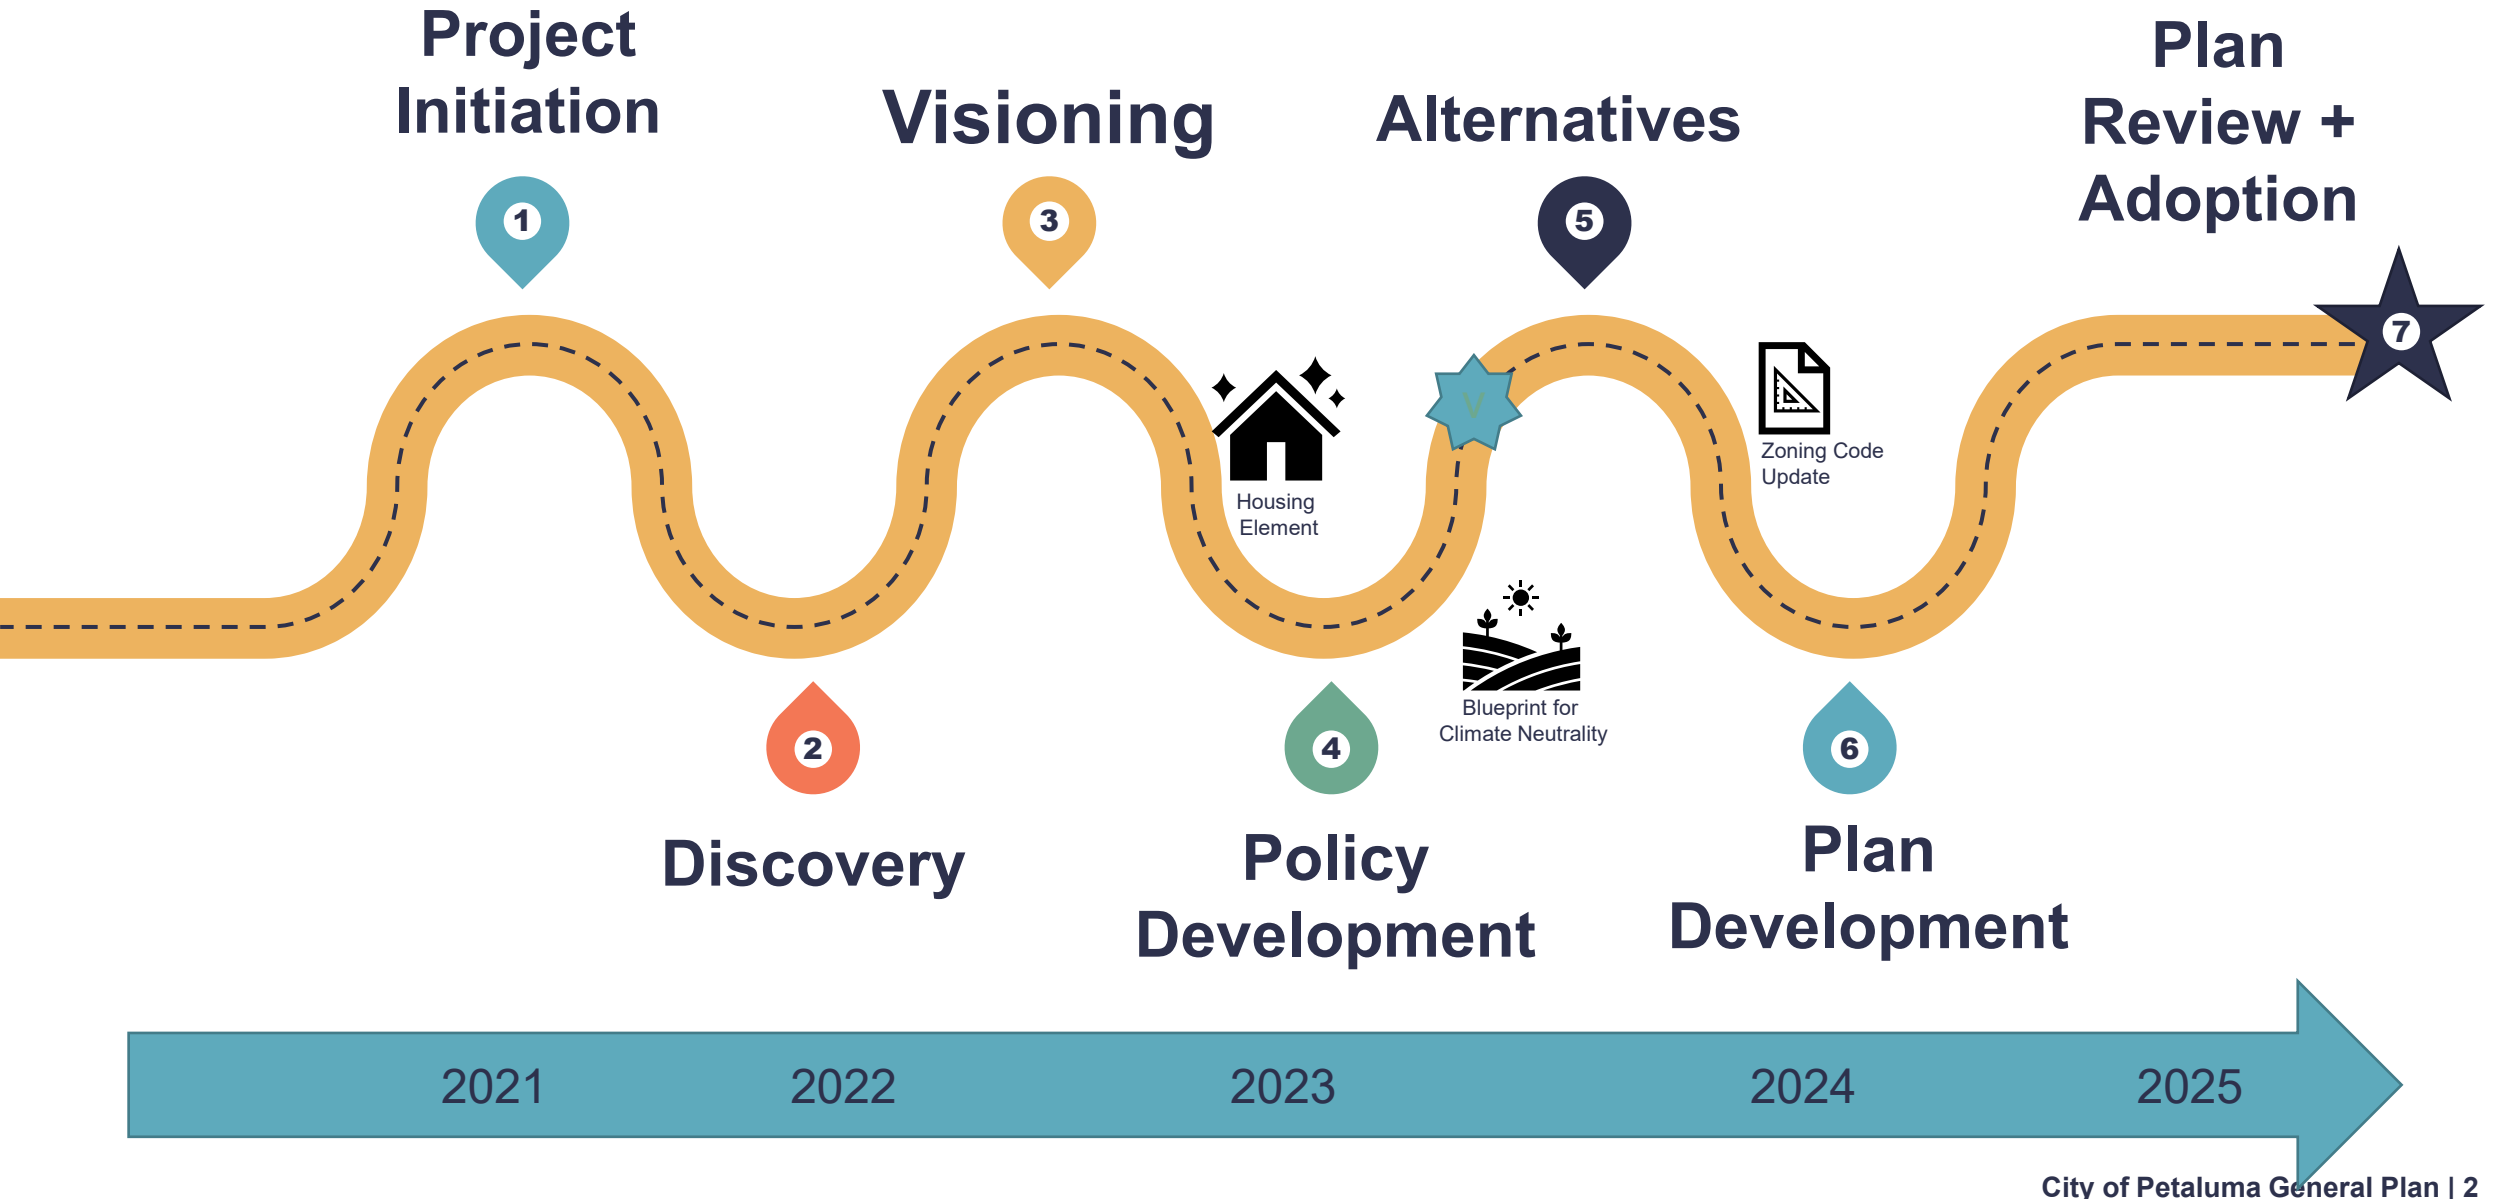 Project
Initiation
Visioning
Alternatives
Plan
Review +
Adoption
1
3
5
7
V
Housing
Element
Zoning Code
Update
Blueprint for
Climate Neutrality
2
4
6
Discovery
Policy
Development
Plan
Development
2021
2022
2023
2024
2025
City of Petaluma General Plan | 2